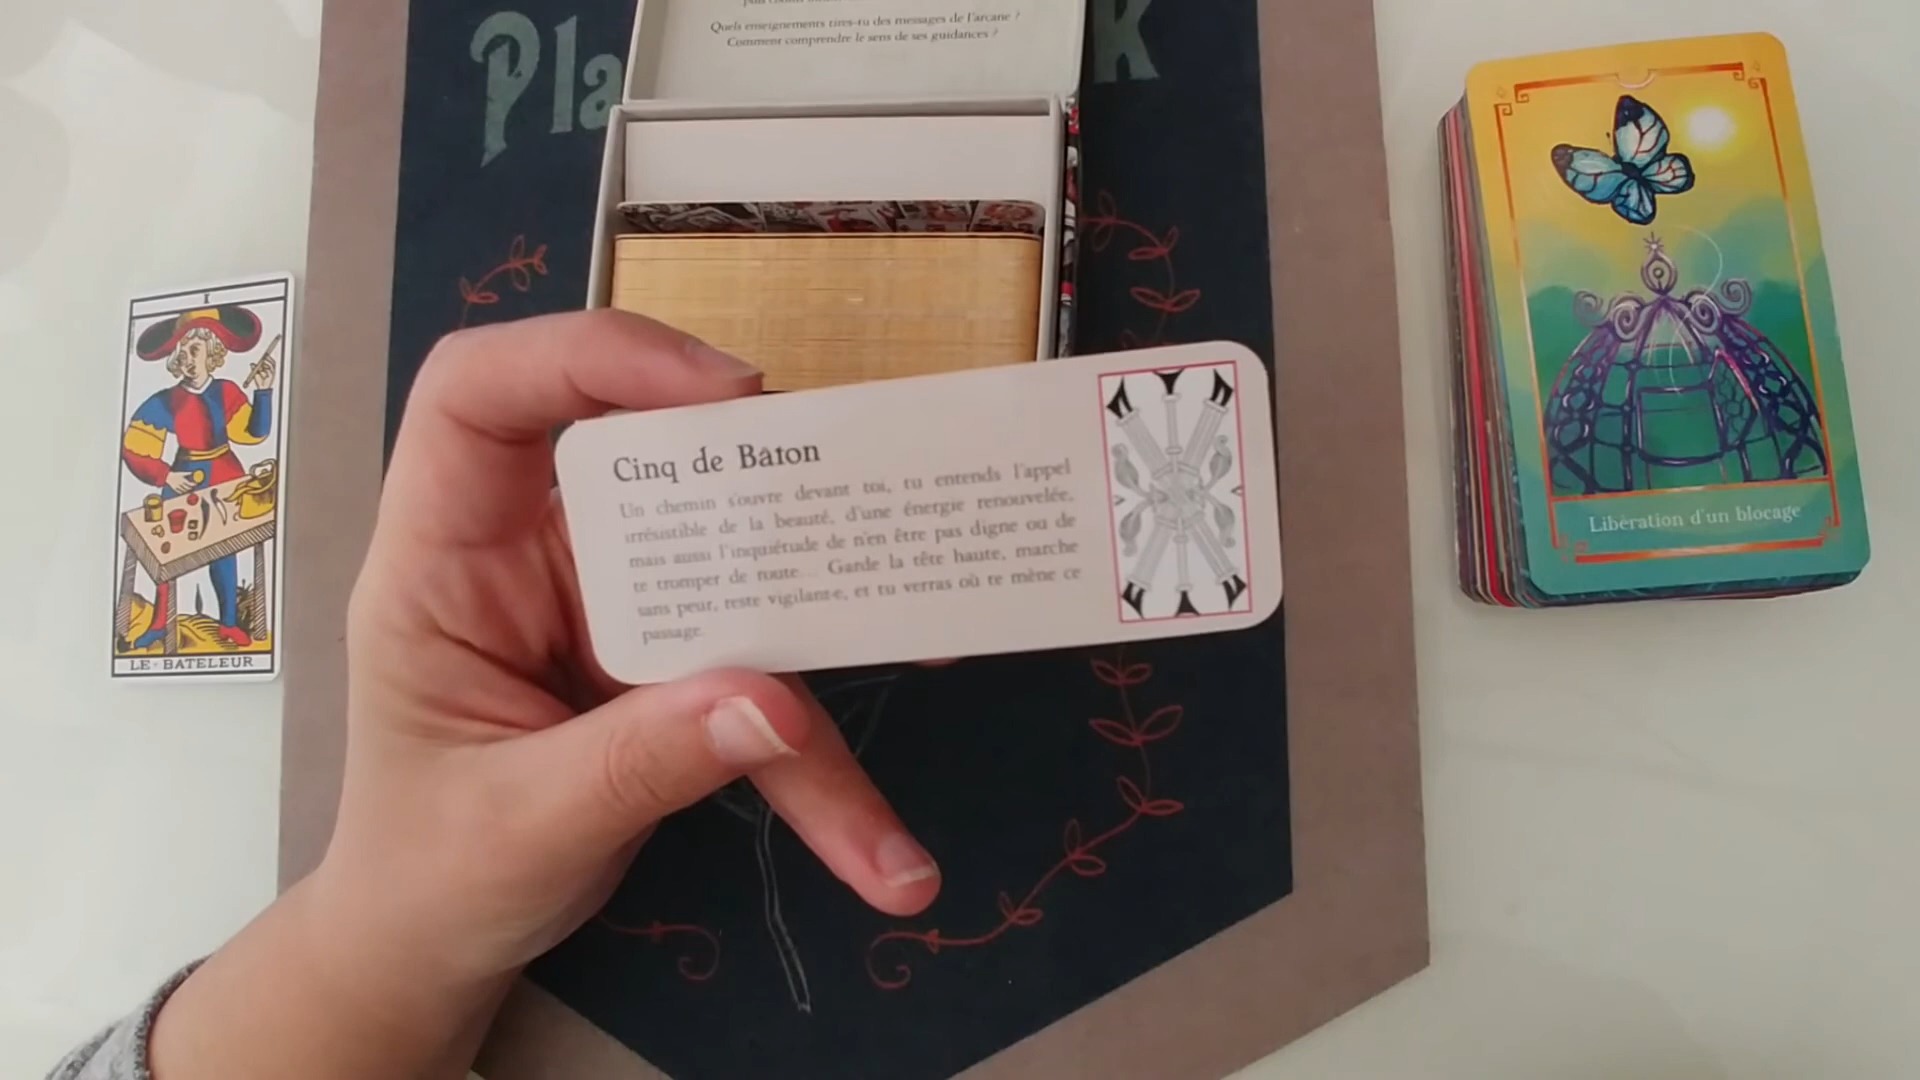 Pla
k
Quels enseignements tires-tu des messages de l'arcane ?
Comment comprendre le sens de ses guidances ?
I
LE·BATELEUR
Cinq de Bâton
Un chemin s'ouvre devant toi, tu entends l'appel
irrésistible de la beauté, d'une énergie renouvelée,
mais aussi l'inquiétude de n'en être pas digne ou de
te tromper de route... Garde la tête haute, marche
sans peur, reste vigilant·e, et tu verras où te mène ce
passage.
Libération d'un blocage